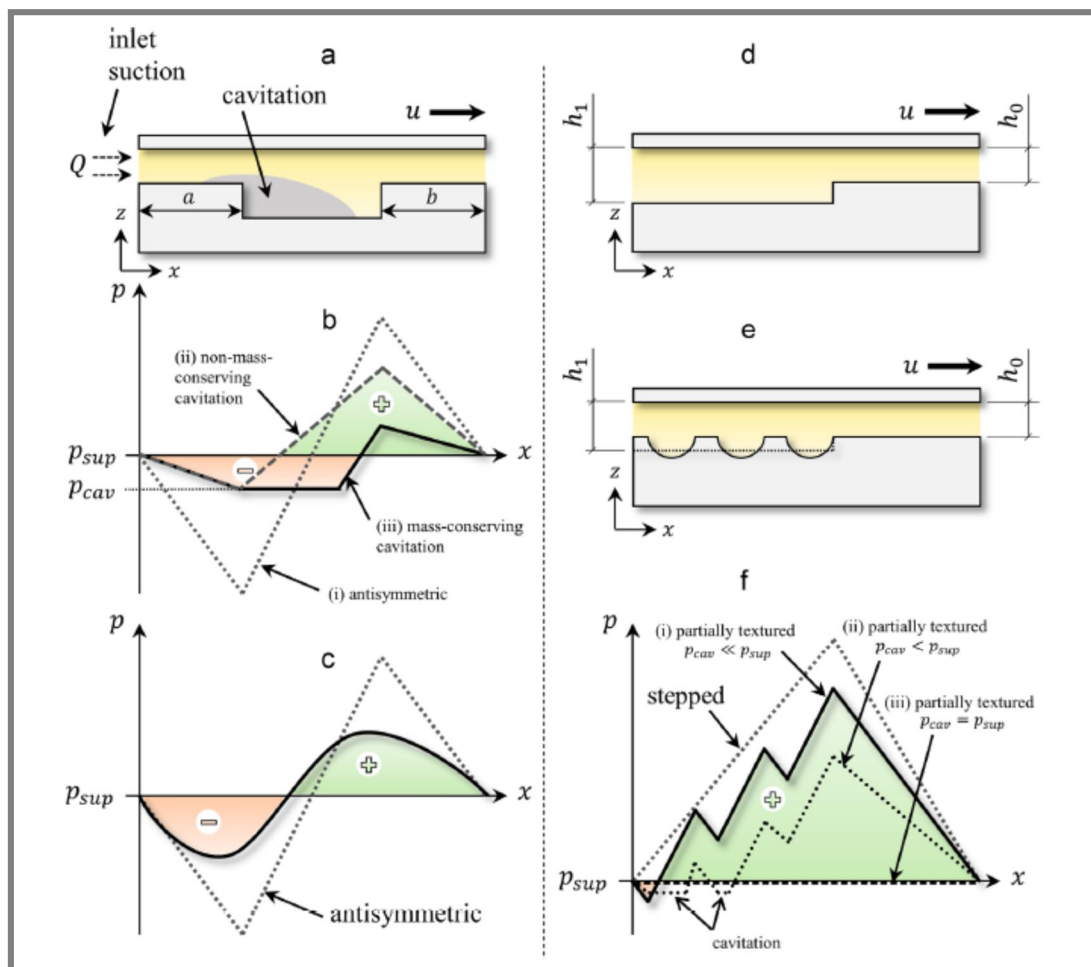 a
inlet
suction
cavitation
u
Q
a
b
z
x
p
b
(ii) non-mass-
conserving
cavitation
+
p_sup
x
−
p_cav
(iii) mass-conserving
cavitation
(i) antisymmetric
p
c
+
p_sup
x
−
antisymmetric
d
h₁
u
h₀
z
x
e
h₁
u
h₀
z
x
f
p
(i) partially textured
p_cav ≪ p_sup
(ii) partially textured
p_cav < p_sup
stepped
(iii) partially textured
p_cav = p_sup
+
p_sup
x
cavitation